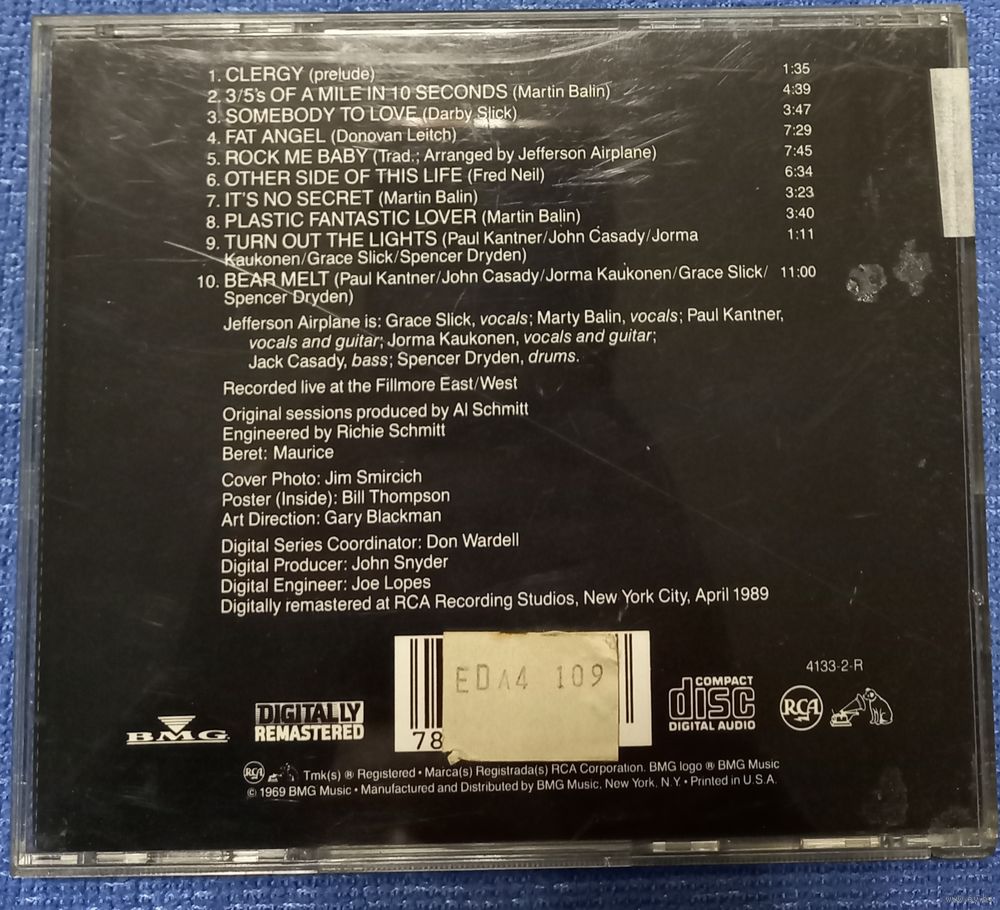 1. CLERGY (prelude) 1:35
2. 3/5's OF A MILE IN 10 SECONDS (Martin Balin) 4:39
3. SOMEBODY TO LOVE (Darby Slick) 3:47
4. FAT ANGEL (Donovan Leitch) 7:29
5. ROCK ME BABY (Trad.; Arranged by Jefferson Airplane) 7:45
6. OTHER SIDE OF THIS LIFE (Fred Neil) 6:34
7. IT'S NO SECRET (Martin Balin) 3:23
8. PLASTIC FANTASTIC LOVER (Martin Balin) 3:40
9. TURN OUT THE LIGHTS (Paul Kantner/John Casady/Jorma 1:11
Kaukonen/Grace Slick/Spencer Dryden)
10. BEAR MELT (Paul Kantner/John Casady/Jorma Kaukonen/Grace Slick/ 11:00
Spencer Dryden)
Jefferson Airplane is: Grace Slick, vocals; Marty Balin, vocals; Paul Kantner,
vocals and guitar; Jorma Kaukonen, vocals and guitar;
Jack Casady, bass; Spencer Dryden, drums.
Recorded live at the Fillmore East/West
Original sessions produced by Al Schmitt
Engineered by Richie Schmitt
Beret: Maurice
Cover Photo: Jim Smircich
Poster (Inside): Bill Thompson
Art Direction: Gary Blackman
Digital Series Coordinator: Don Wardell
Digital Producer: John Snyder
Digital Engineer: Joe Lopes
Digitally remastered at RCA Recording Studios, New York City, April 1989
4133-2-R
BMG
DIGITALLY
REMASTERED
78
109
COMPACT
disc
DIGITAL AUDIO
RCA
RCA Tmk(s) ® Registered • Marca(s) Registrada(s) RCA Corporation. BMG logo ® BMG Music
© 1969 BMG Music • Manufactured and Distributed by BMG Music, New York, N.Y. • Printed in U.S.A.